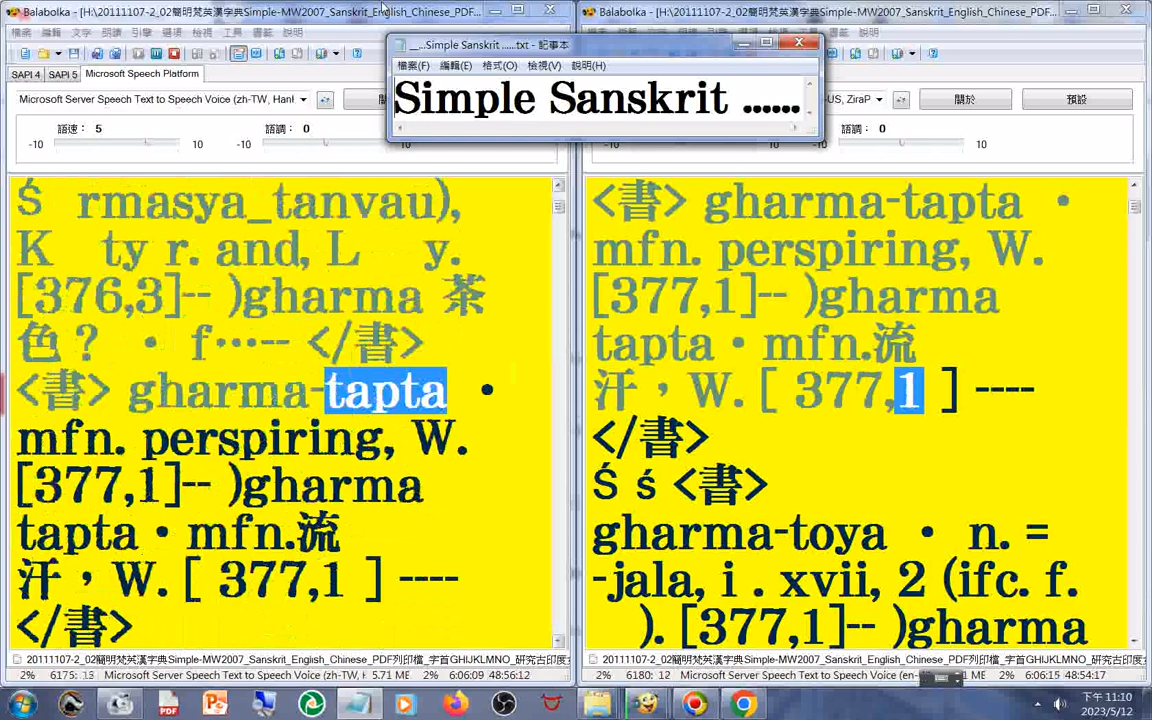 Balabolka - [H:\20111107-2_02簡明梵英漢字典Simple-MW2007_Sanskrit_English_Chinese_PDF...
Balabolka - [H:\20111107-2_02簡明梵英漢字典Simple-MW2007_Sanskrit_English_Chinese_PDF...
__...Simple Sanskrit ......txt - 記事本
檔案(F) 編輯(E) 格式(O) 檢視(V) 說明(H)
Simple Sanskrit ......
SAPI 4 SAPI 5 Microsoft Speech Platform
Microsoft Server Speech Text to Speech Voice (zh-TW, Hanl
-US, ZiraP
關於 預設
語速： 5 語調： 0
-10 10 -10
語調： 0
10
Ś rmasya_tanvau),
K ty r. and, L y.
[376,3]-- )gharma 茶
色？ • f…-- </書>
<書> gharma-tapta •
mfn. perspiring, W.
[377,1]-- )gharma
tapta • mfn.流
汗，W. [ 377,1 ] ----
</書>
<書> gharma-tapta •
mfn. perspiring, W.
[377,1]-- )gharma
tapta • mfn.流
汗，W. [ 377,1 ] ----
</書>
Ś ś <書>
gharma-toya • n. =
-jala, i . xvii, 2 (ifc. f.
). [377,1]-- )gharma
20111107-2_02簡明梵英漢字典Simple-MW2007_Sanskrit_English_Chinese_PDF列印檔_字首GHIJKLMNO_研究古印度
20111107-2_02簡明梵英漢字典Simple-MW2007_Sanskrit_English_Chinese_PDF列印檔_字首GHIJKLMNO_研究古印度
2% 6175: 13 Microsoft Server Speech Text to Speech Voice (zh-TW, H 5.71 ME 2% 6:06:09 48:56:12
2% 6180: 12 Microsoft Server Speech Text to Speech Voice (en-US 2% 6:06:15 48:54:17
下午 11:10
2023/5/12